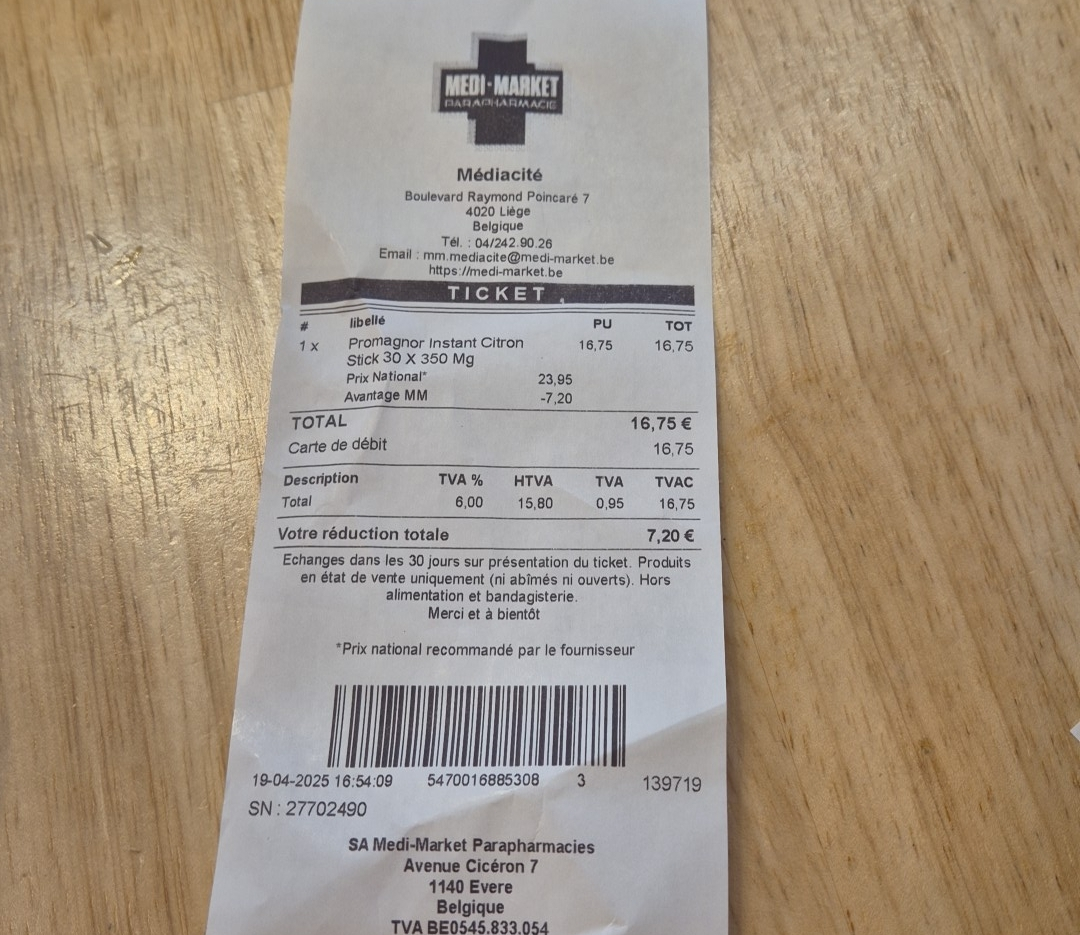 MEDI-MARKET
PARAPHARMACIE
Médiacité
Boulevard Raymond Poincaré 7
4020 Liège
Belgique
Tél. : 04/242.90.26
Email : mm.mediacite@medi-market.be
https://medi-market.be
TICKET
# libellé PU TOT
1 x Promagnor Instant Citron 16,75 16,75
Stick 30 X 350 Mg
Prix National* 23,95
Avantage MM -7,20
TOTAL 16,75 €
Carte de débit 16,75
Description TVA % HTVA TVA TVAC
Total 6,00 15,80 0,95 16,75
Votre réduction totale 7,20 €
Echanges dans les 30 jours sur présentation du ticket. Produits
en état de vente uniquement (ni abîmés ni ouverts). Hors
alimentation et bandagisterie.
Merci et à bientôt
*Prix national recommandé par le fournisseur
19-04-2025 16:54:09 5470016885308 3 139719
SN : 27702490
SA Medi-Market Parapharmacies
Avenue Cicéron 7
1140 Evere
Belgique
TVA BE0545.833.054